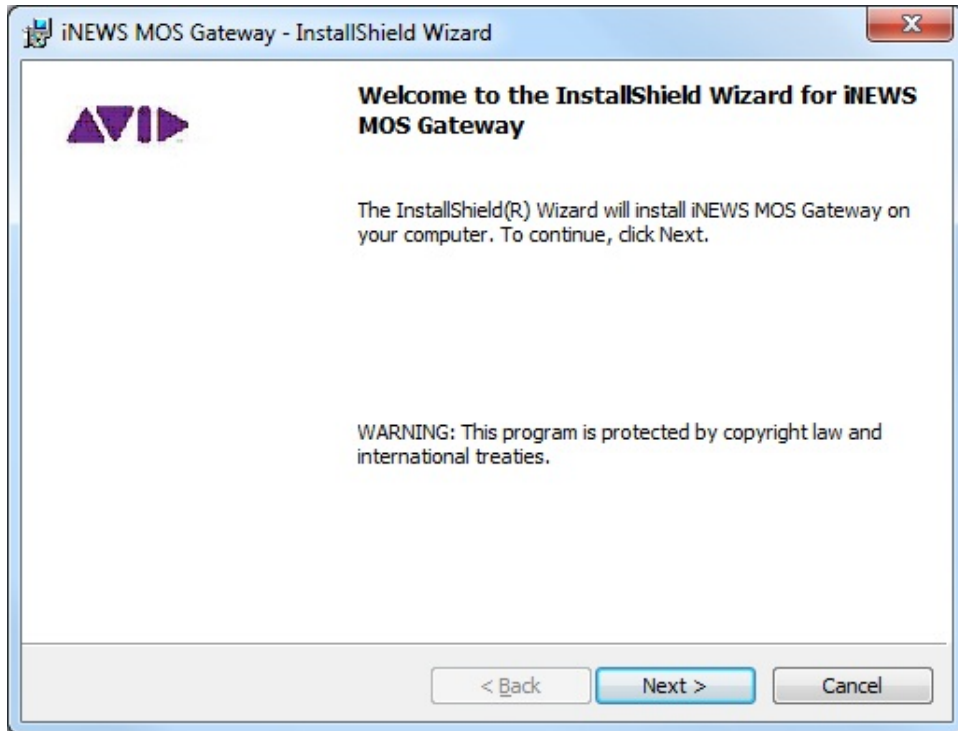 iNEWS MOS Gateway - InstallShield Wizard
AVID
Welcome to the InstallShield Wizard for iNEWS
MOS Gateway
The InstallShield(R) Wizard will install iNEWS MOS Gateway on
your computer. To continue, click Next.
WARNING: This program is protected by copyright law and
international treaties.
< Back
Next >
Cancel